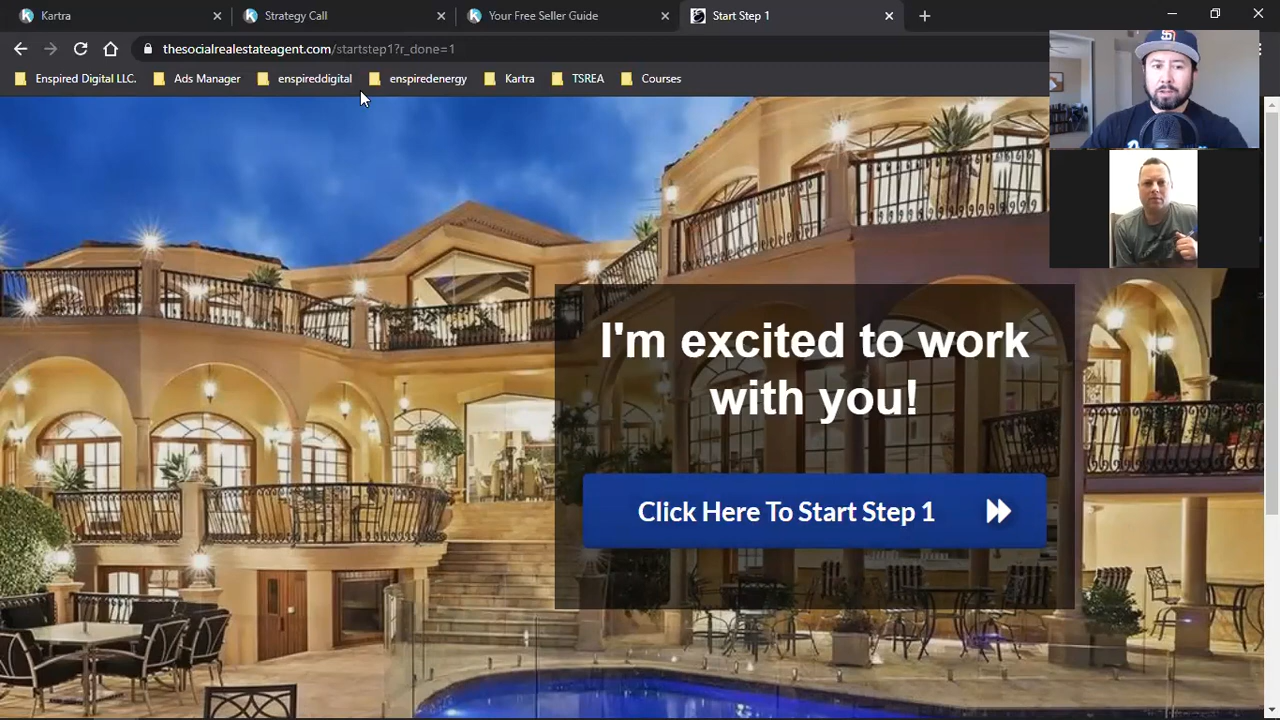 Kartra
Strategy Call
Your Free Seller Guide
Start Step 1
thesocialrealestateagent.com/startstep1?r_done=1
Enspired Digital LLC.
Ads Manager
enspireddigital
enspiredener
Kartra
TSREA
Courses
I'm excited to work
with you!
Click Here To Start Step 1